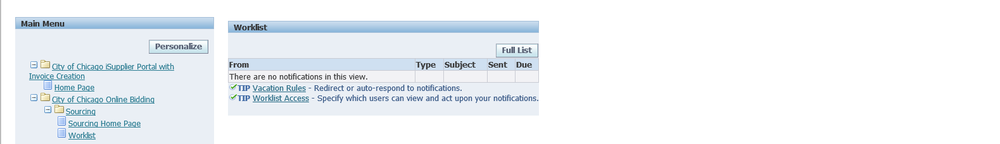 Main Menu
Personalize
City of Chicago iSupplier Portal with
Invoice Creation
Home Page
City of Chicago Online Bidding
Sourcing
Sourcing Home Page
Worklist
Worklist
Full List
From Type Subject Sent Due
There are no notifications in this view.
TIP Vacation Rules - Redirect or auto-respond to notifications.
TIP Worklist Access - Specify which users can view and act upon your notifications.